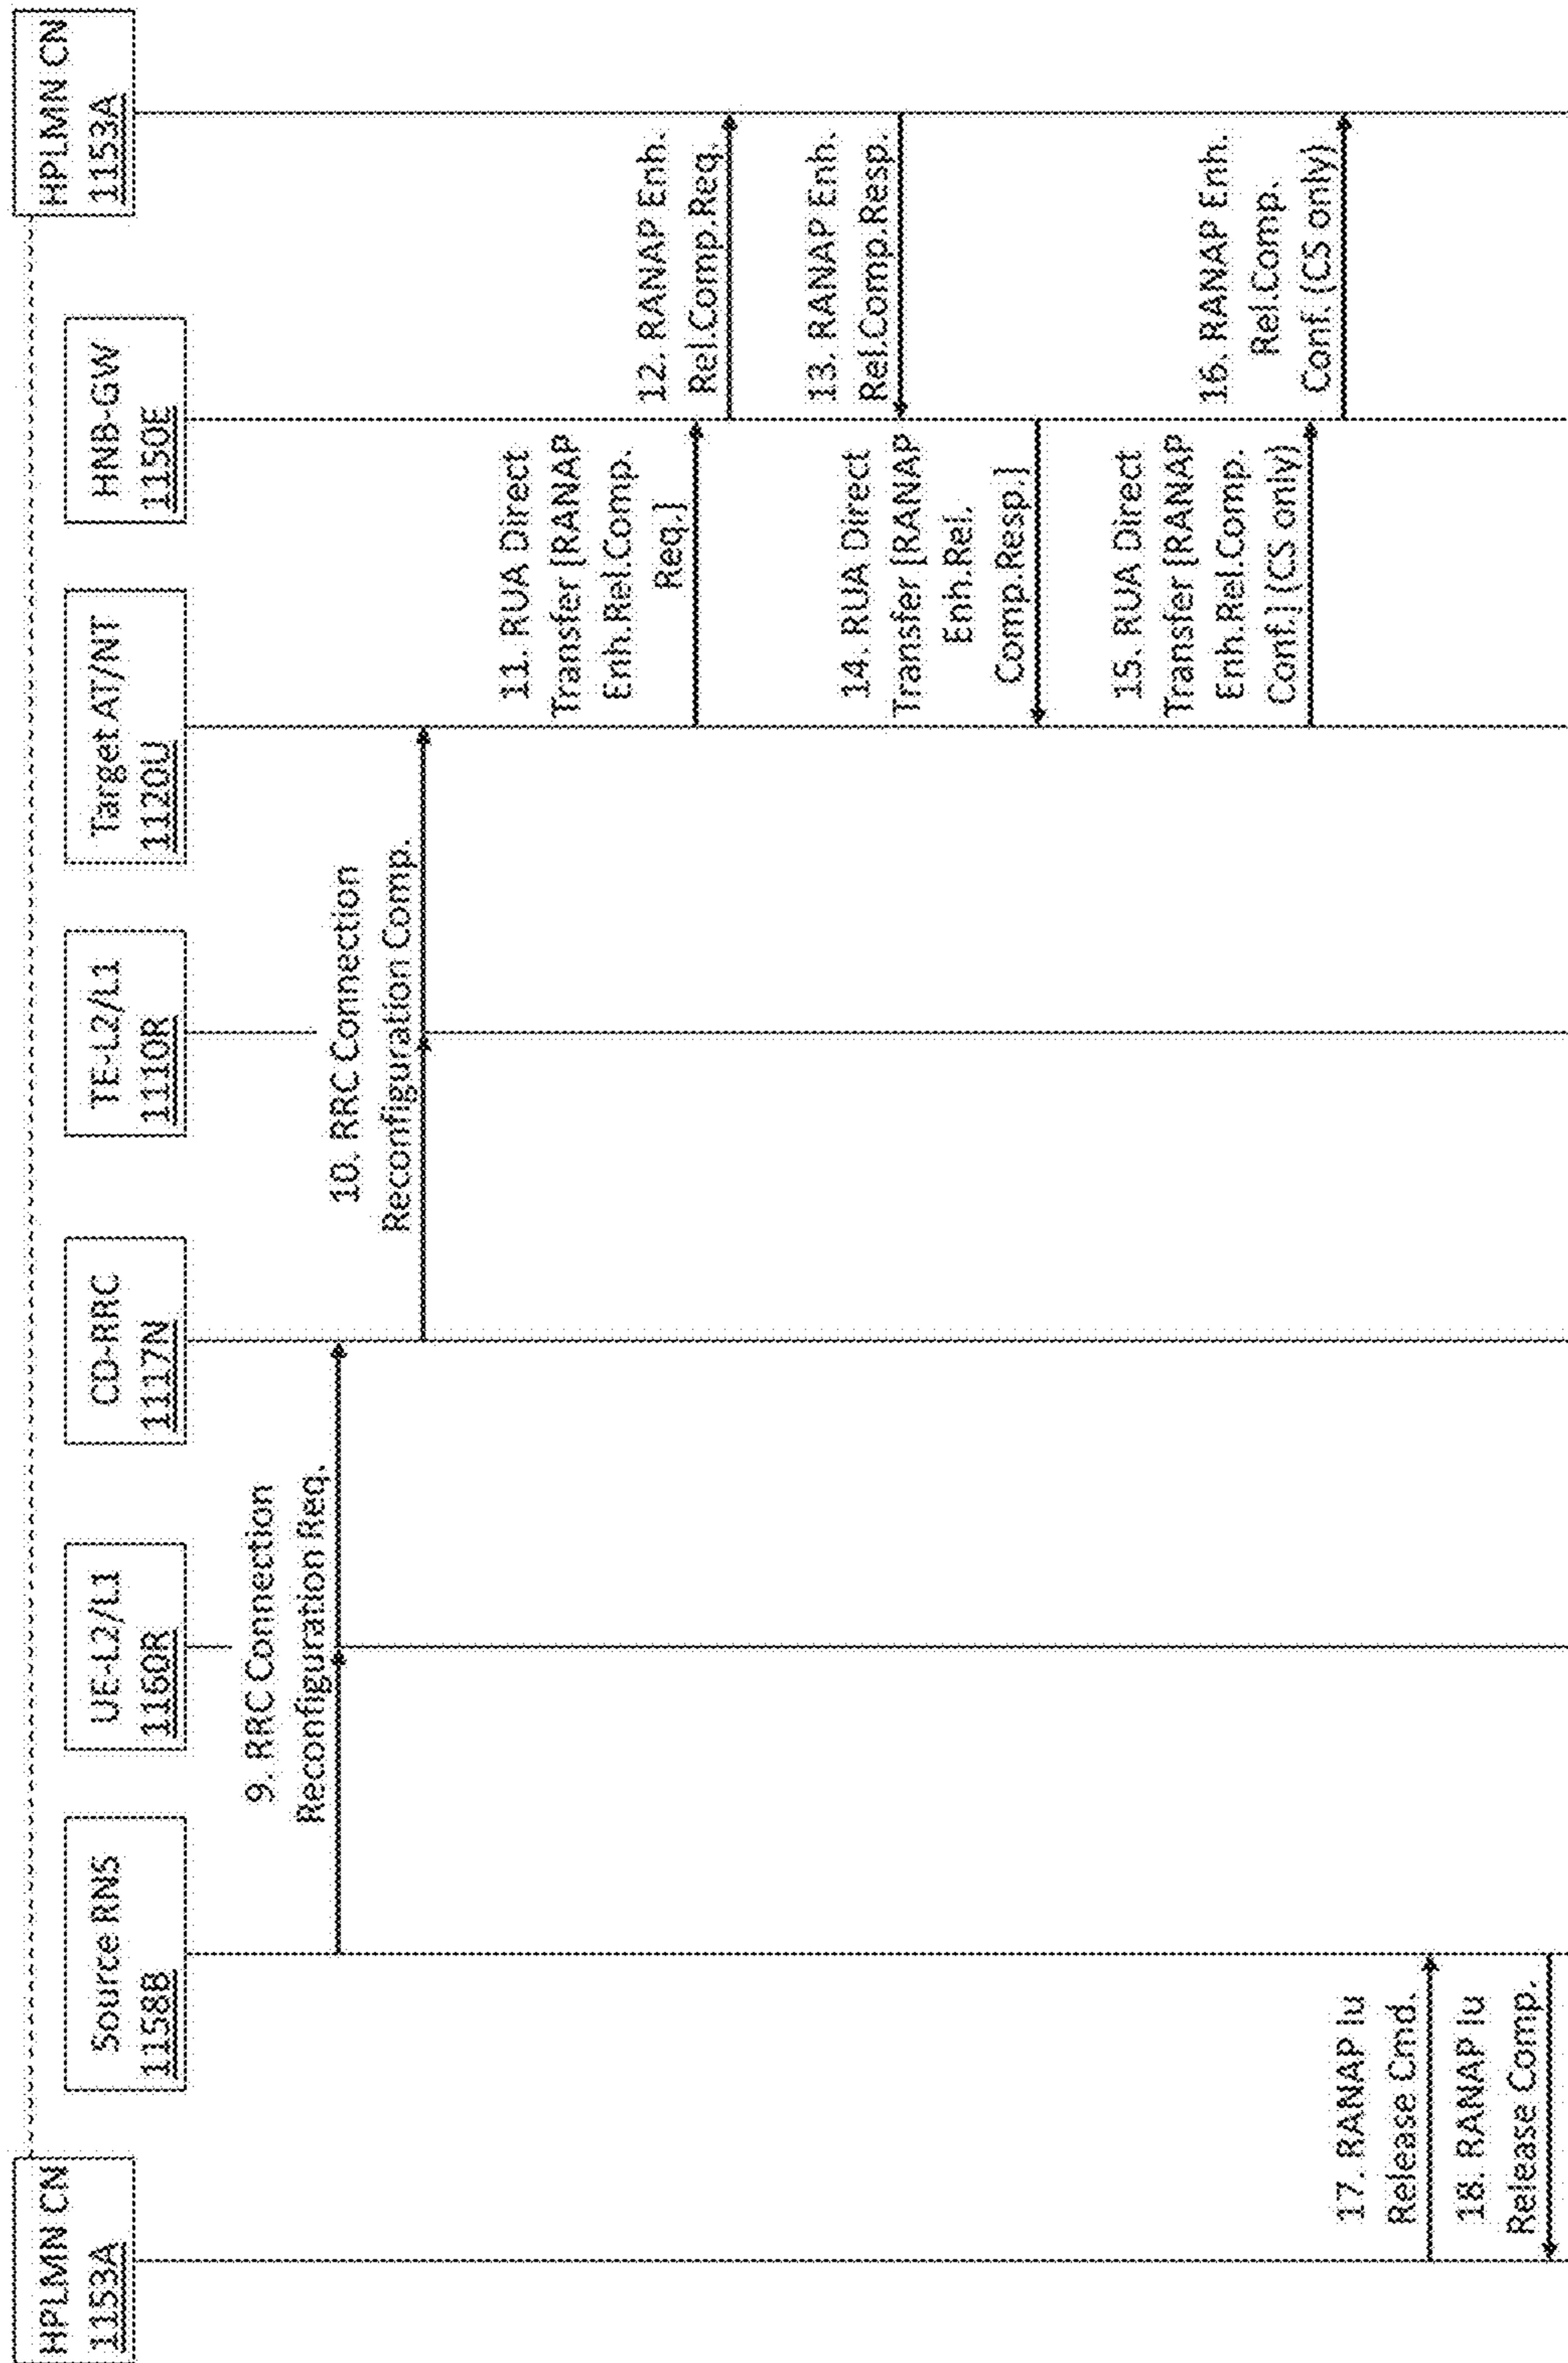 HPLMN CN
1153A
Source RNS
1158B
UE-L2/L1
1160R
CD-RRC
1117N
TE-L2/L1
1110R
Target AT/NT
1120U
HNB-GW
1150E
HPLMN CN
1153A
9. RRC Connection
Reconfiguration Req.
10. RRC Connection
Reconfiguration Comp.
11. RUA Direct
Transfer [RANAP
Enh.Rel.Comp.
Req.]
12. RANAP Enh.
Rel.Comp.Req.
13. RANAP Enh.
Rel.Comp.Resp.
14. RUA Direct
Transfer [RANAP
Enh.Rel.
Comp.Resp.]
15. RUA Direct
Transfer [RANAP
Enh.Rel.Comp.
Conf.] (CS only)
16. RANAP Enh.
Rel.Comp.
Conf. (CS only)
17. RANAP Iu
Release Cmd.
18. RANAP Iu
Release Comp.